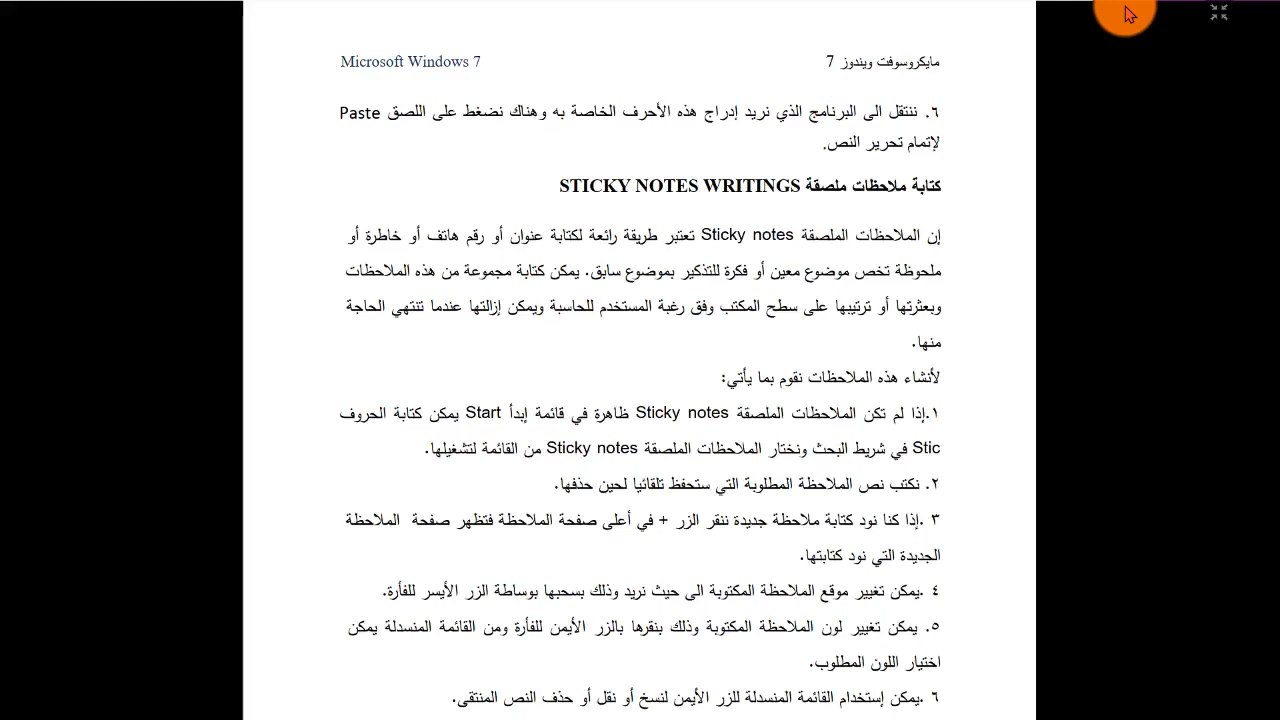 مايكروسوفت ويندوز 7 Microsoft Windows 7
٦. ننتقل الى البرنامج الذي نريد إدراج هذه الأحرف الخاصة به وهناك نضغط على اللصق Paste
لإتمام تحرير النص.
كتابة ملاحظات ملصقة STICKY NOTES WRITINGS
إن الملاحظات الملصقة Sticky notes تعتبر طريقة رائعة لكتابة عنوان أو رقم هاتف أو خاطرة أو
ملحوظة تخص موضوع معين أو فكرة للتذكير بموضوع سابق. يمكن كتابة مجموعة من هذه الملاحظات
وبعثرتها أو ترتيبها على سطح المكتب وفق رغبة المستخدم للحاسبة ويمكن إزالتها عندما تنتهي الحاجة
منها.
لأنشاء هذه الملاحظات نقوم بما يأتي:
١.إذا لم تكن الملاحظات الملصقة Sticky notes ظاهرة في قائمة إبدأ Start يمكن كتابة الحروف
Stic في شريط البحث ونختار الملاحظات الملصقة Sticky notes من القائمة لتشغيلها.
٢. نكتب نص الملاحظة المطلوبة التي ستحفظ تلقائيا لحين حذفها.
٣ .إذا كنا نود كتابة ملاحظة جديدة ننقر الزر + في أعلى صفحة الملاحظة فتظهر صفحة الملاحظة
الجديدة التي نود كتابتها.
٤ .يمكن تغيير موقع الملاحظة المكتوبة الى حيث نريد وذلك بسحبها بوساطة الزر الأيسر للفأرة.
٥. يمكن تغيير لون الملاحظة المكتوبة وذلك بنقرها بالزر الأيمن للفأرة ومن القائمة المنسدلة يمكن
اختيار اللون المطلوب.
٦ .يمكن إستخدام القائمة المنسدلة للزر الأيمن لنسخ أو نقل أو حذف النص المنتقى.